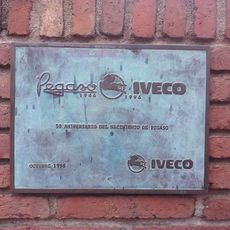 Pegaso IVECO
1946 1996
50 ANIVERSARIO DEL NACIMIENTO DE PEGASO
OCTUBRE 1996 IVECO